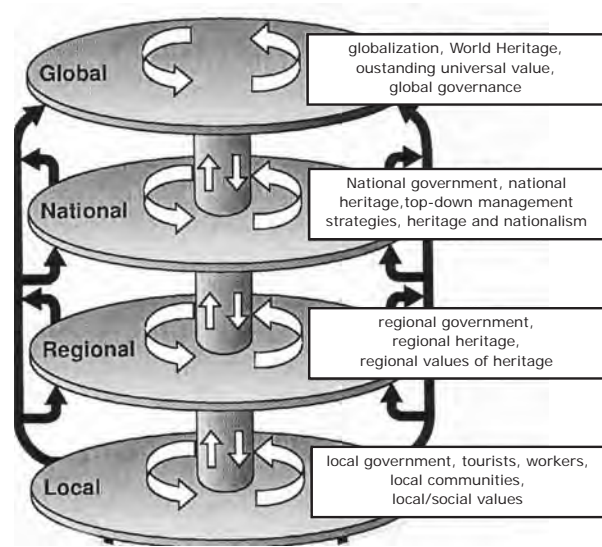 Global
globalization, World Heritage,
oustanding universal value,
global governance
National
National government, national
heritage,top-down management
strategies, heritage and nationalism
Regional
regional government,
regional heritage,
regional values of heritage
Local
local government, tourists, workers,
local communities,
local/social values